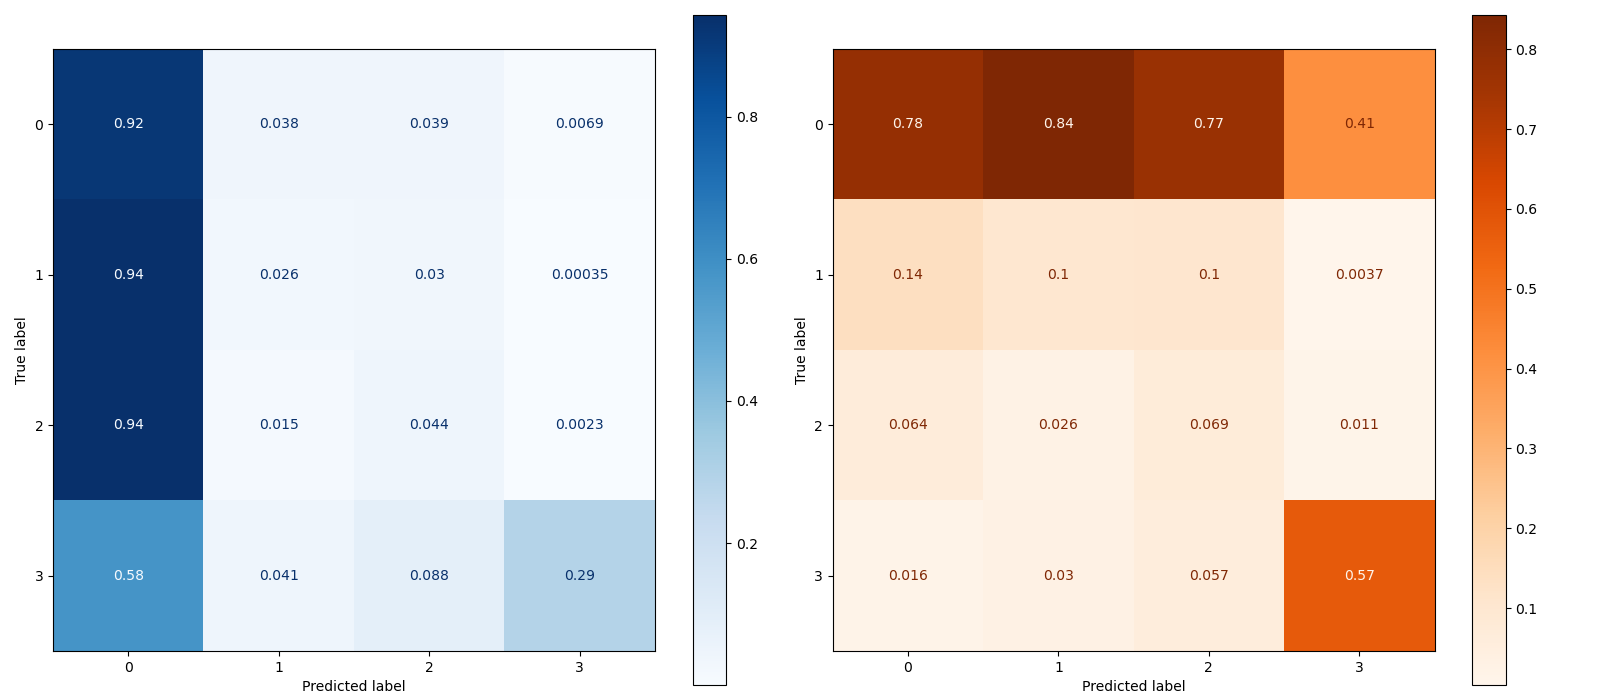 0 0.92 0.038 0.039 0.0069
1 0.94 0.026 0.03 0.00035
2 0.94 0.015 0.044 0.0023
3 0.58 0.041 0.088 0.29
0 1 2 3
Predicted label
True label
0.8
0.6
0.4
0.2
0 0.78 0.84 0.77 0.41
1 0.14 0.1 0.1 0.0037
2 0.064 0.026 0.069 0.011
3 0.016 0.03 0.057 0.57
0 1 2 3
Predicted label
True label
0.8
0.7
0.6
0.5
0.4
0.3
0.2
0.1